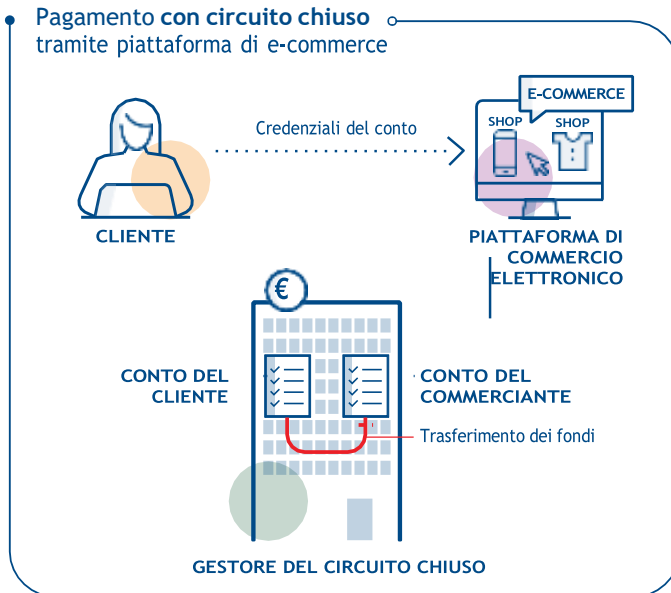 Pagamento con circuito chiuso
tramite piattaforma di e-commerce
E-COMMERCE
SHOP
SHOP
Credenziali del conto
CLIENTE
PIATTAFORMA DI
COMMERCIO
ELETTRONICO
€
CONTO DEL
CLIENTE
CONTO DEL
COMMERCIANTE
Trasferimento dei fondi
GESTORE DEL CIRCUITO CHIUSO